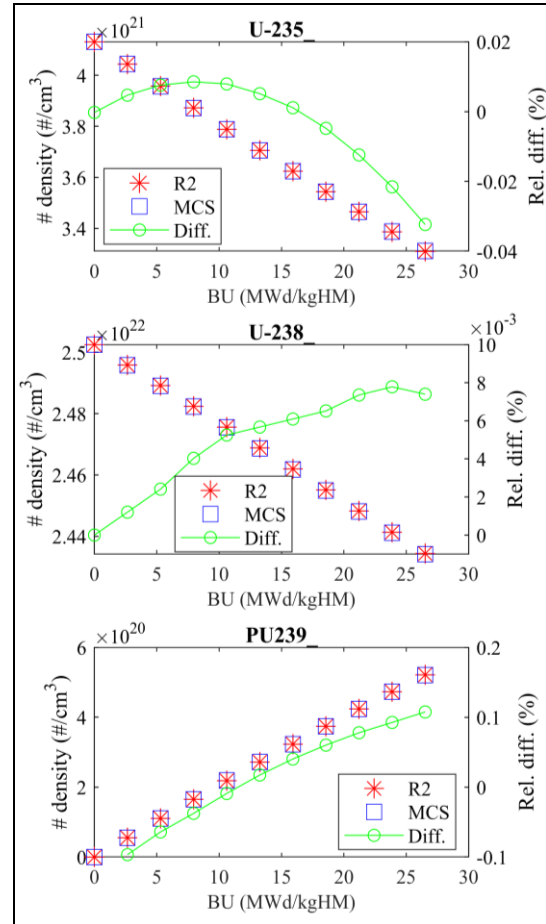 ×10^21
U-235_
0.02
4
0
3.8
3.6
-0.02
3.4
-0.04
# density (#/cm^3)
Rel. diff. (%)
R2
MCS
Diff.
0 5 10 15 20 25 30
BU (MWd/kgHM)
×10^22
U-238_
×10^-3
2.5
10
8
2.48
6
4
2.46
2
2.44
0
# density (#/cm^3)
Rel. diff. (%)
R2
MCS
Diff.
0 5 10 15 20 25 30
BU (MWd/kgHM)
×10^20
PU239_
6
0.2
4
0.1
2
0
0
-0.1
# density (#/cm^3)
Rel. diff. (%)
R2
MCS
Diff.
0 5 10 15 20 25 30
BU (MWd/kgHM)